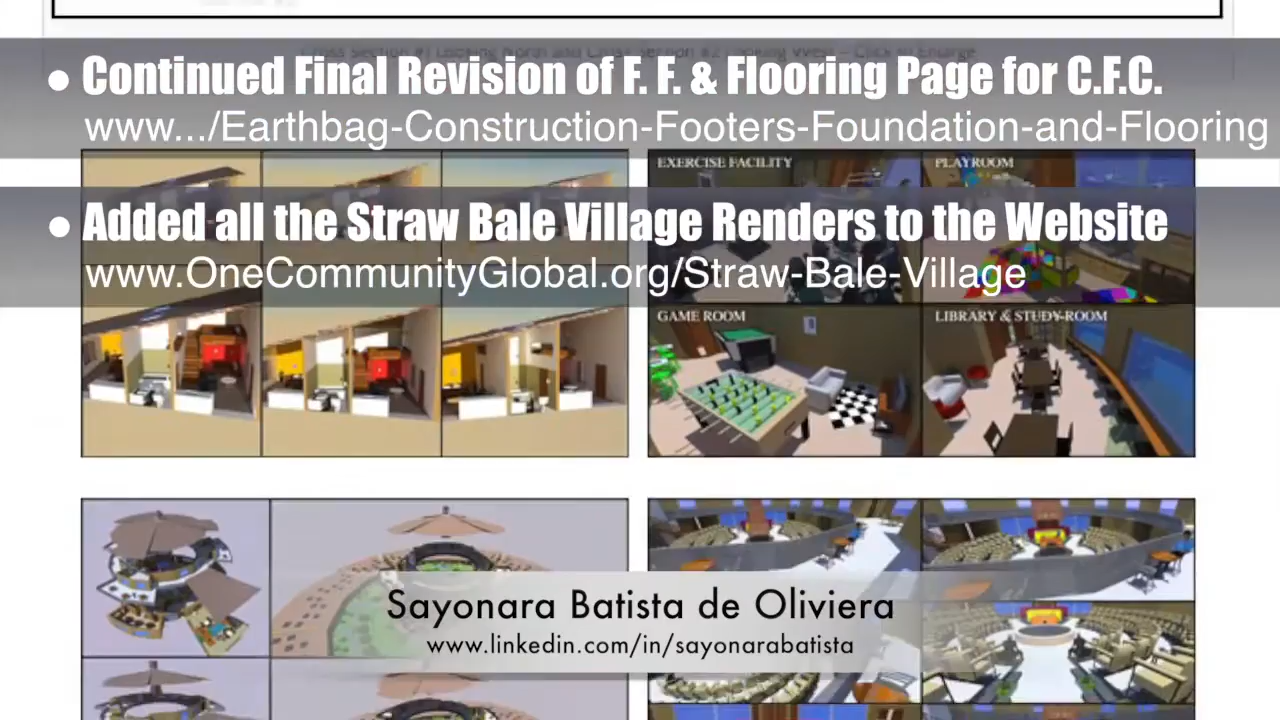 • Continued Final Revision of F. F. & Flooring Page for C.F.C.
www.../Earthbag-Construction-Footers-Foundation-and-Flooring
EXERCISE FACILITY
PLAYROOM
• Added all the Straw Bale Village Renders to the Website
www.OneCommunityGlobal.org/Straw-Bale-Village
GAME ROOM
LIBRARY & STUDY ROOM
Sayonara Batista de Oliviera
www.linkedin.com/in/sayonarabatista